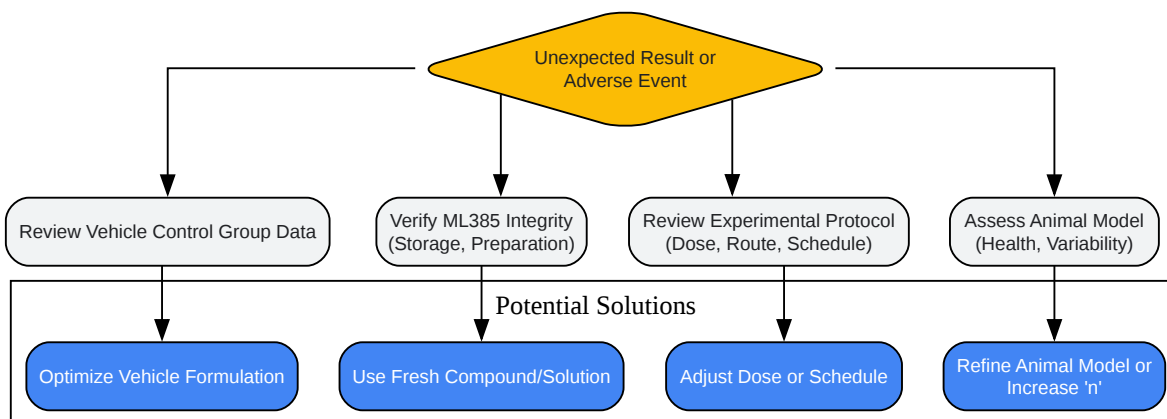 Unexpected Result or
Adverse Event
Review Vehicle Control Group Data
Verify ML385 Integrity
(Storage, Preparation)
Review Experimental Protocol
(Dose, Route, Schedule)
Assess Animal Model
(Health, Variability)
Potential Solutions
Optimize Vehicle Formulation
Use Fresh Compound/Solution
Adjust Dose or Schedule
Refine Animal Model or
Increase 'n'